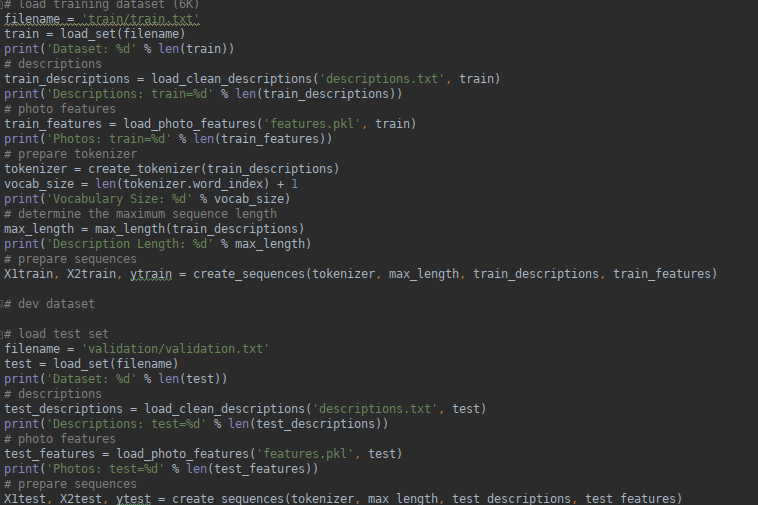 # load training dataset (6K)
filename = 'train/train.txt'
train = load_set(filename)
print('Dataset: %d' % len(train))
# descriptions
train_descriptions = load_clean_descriptions('descriptions.txt', train)
print('Descriptions: train=%d' % len(train_descriptions))
# photo features
train_features = load_photo_features('features.pkl', train)
print('Photos: train=%d' % len(train_features))
# prepare tokenizer
tokenizer = create_tokenizer(train_descriptions)
vocab_size = len(tokenizer.word_index) + 1
print('Vocabulary Size: %d' % vocab_size)
# determine the maximum sequence length
max_length = max_length(train_descriptions)
print('Description Length: %d' % max_length)
# prepare sequences
X1train, X2train, ytrain = create_sequences(tokenizer, max_length, train_descriptions, train_features)
# dev dataset
# load test set
filename = 'validation/validation.txt'
test = load_set(filename)
print('Dataset: %d' % len(test))
# descriptions
test_descriptions = load_clean_descriptions('descriptions.txt', test)
print('Descriptions: test=%d' % len(test_descriptions))
# photo features
test_features = load_photo_features('features.pkl', test)
print('Photos: test=%d' % len(test_features))
# prepare sequences
X1test, X2test, ytest = create_sequences(tokenizer, max_length, test_descriptions, test_features)